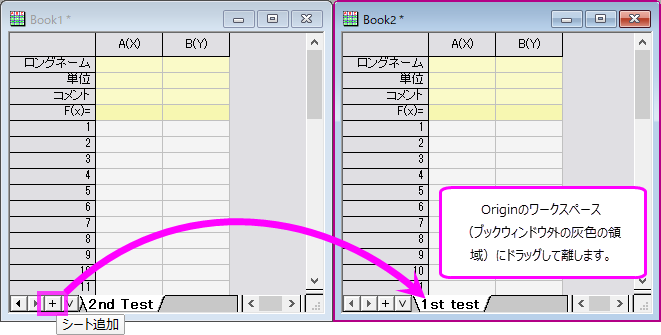 Book1 *
A(X) B(Y)
ロングネーム
単位
コメント
F(x)=
1
2
3
4
5
6
7
8
9
10
11
+ 2nd Test
シート追加
Book2 *
A(X) B(Y)
ロングネーム
単位
コメント
F(x)=
1
2
3
4
5
6
7
8
9
10
11
+ 1st test
Originのワークスペース
（ブックウィンドウ外の灰色の領
域）にドラッグして離します。